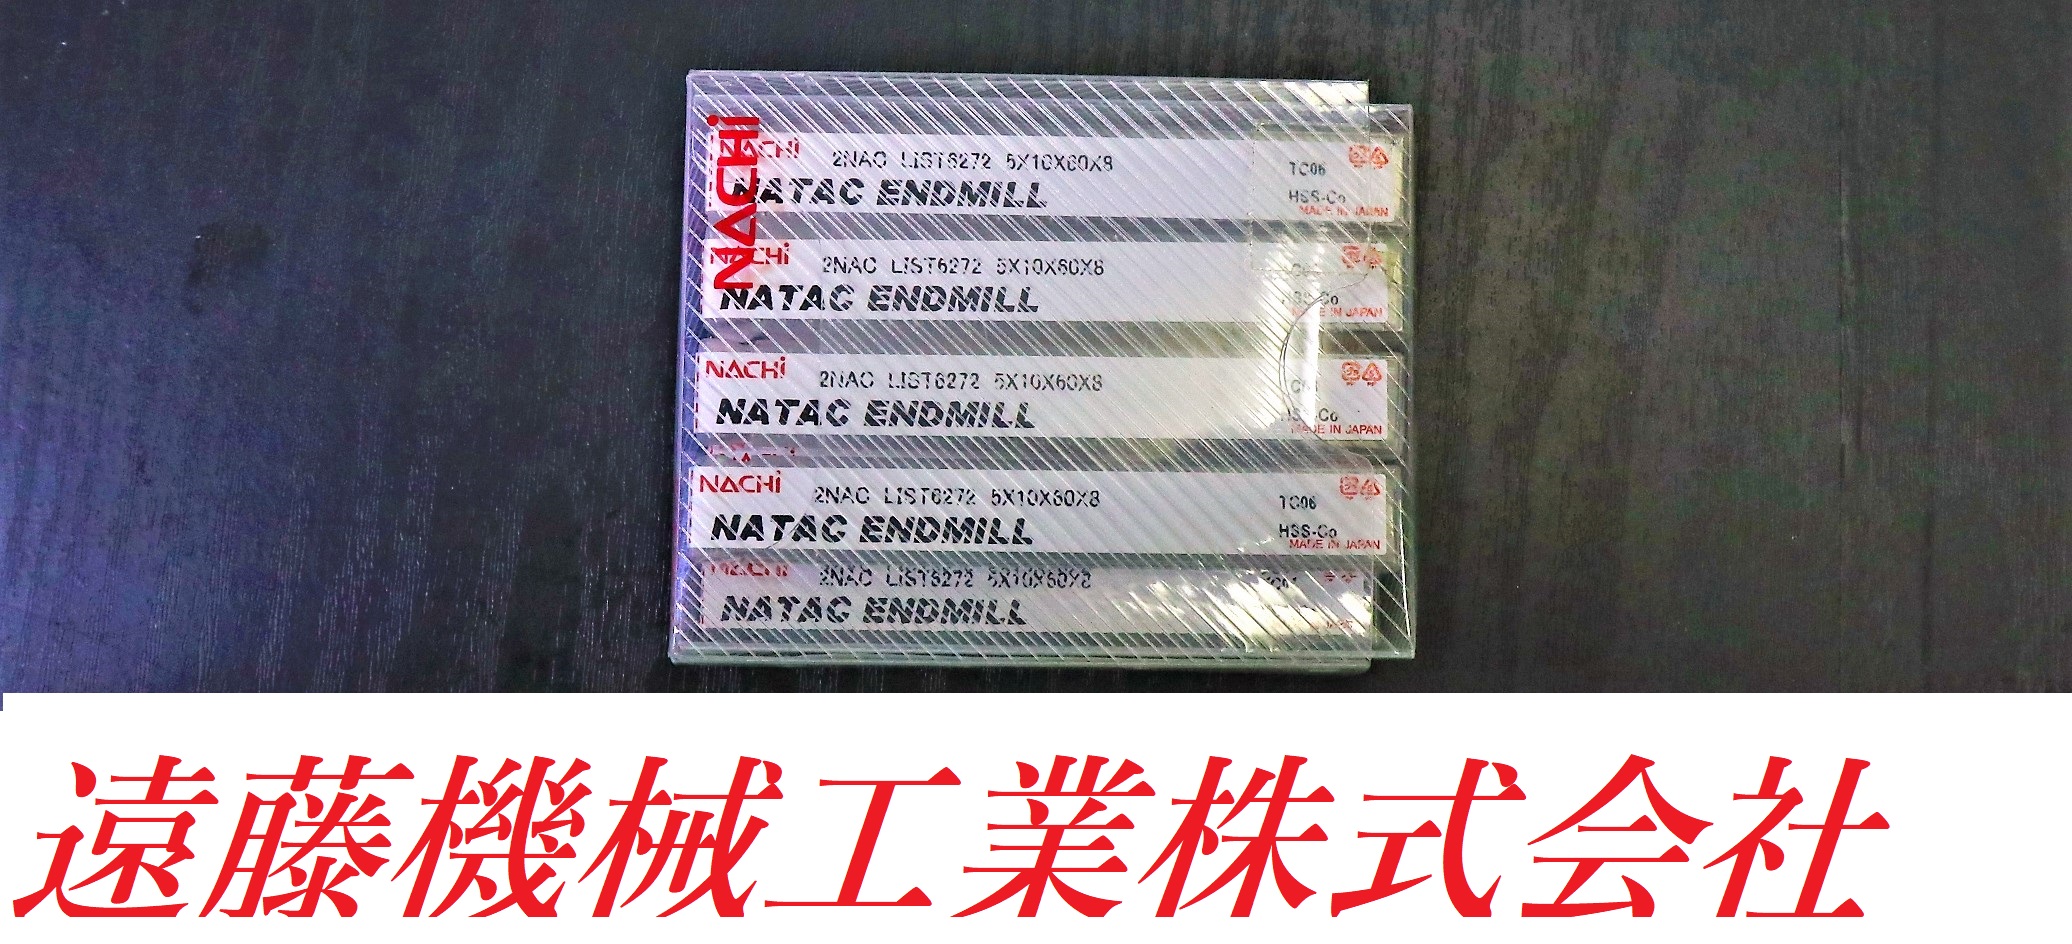 NACHi
NACHi 2NAC LIST6272 5X10X60X8 TC06
NATAC ENDMILL HSS-Co
MADE IN JAPAN
NACHi 2NAC LIST6272 5X10X60X8
NATAC ENDMILL HSS-Co
MADE IN JAPAN
NACHi 2NAC LIST6272 5X10X60X8
NATAC ENDMILL HSS-Co
MADE IN JAPAN
NACHi 2NAC LIST6272 5X10X60X8 TC06
NATAC ENDMILL HSS-Co
MADE IN JAPAN
NACHi 2NAC LIST6272 5X10X60X8
NATAC ENDMILL
遠藤機械工業株式会社